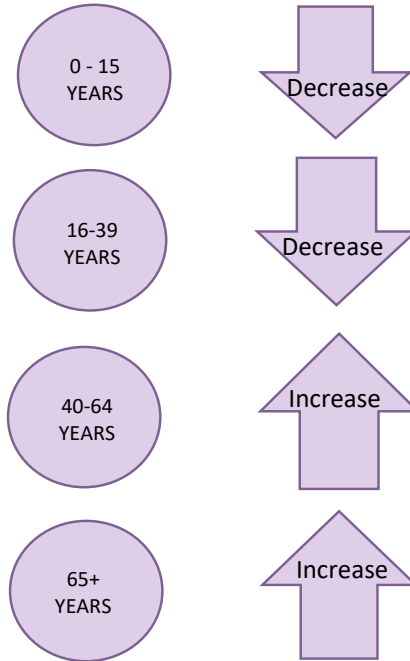 0 - 15
YEARS
Decrease
16-39
YEARS
Decrease
40-64
YEARS
Increase
65+
YEARS
Increase